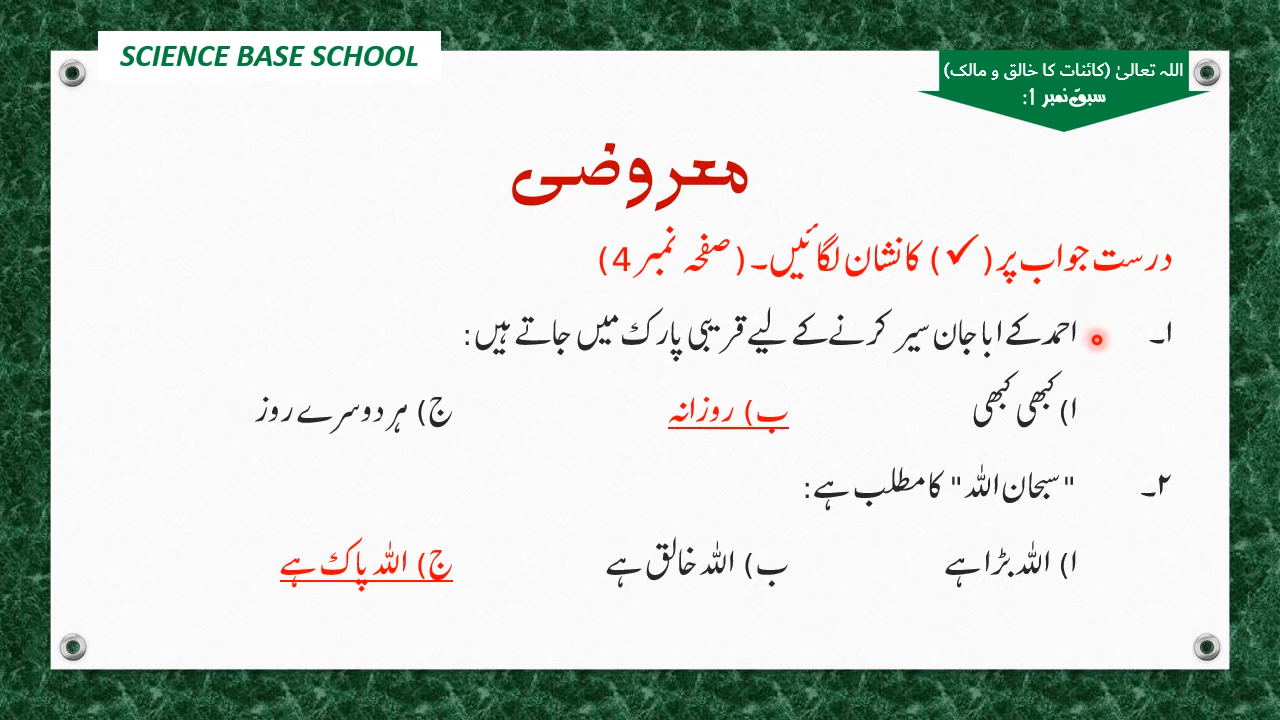 SCIENCE BASE SCHOOL
اللہ تعالیٰ (کائنات کا خالق و مالک)
سبق نمبر 1:
معروضی
درست جواب پر (✓) کا نشان لگائیں۔ (صفحہ نمبر 4)
۱۔ احمد کے ابا جان سیر کرنے کے لیے قریبی پارک میں جاتے ہیں:
ا) کبھی کبھی ب) روزانہ ج) ہر دوسرے روز
۲۔ "سبحان اللہ" کا مطلب ہے:
ا) اللہ بڑا ہے ب) اللہ خالق ہے ج) اللہ پاک ہے